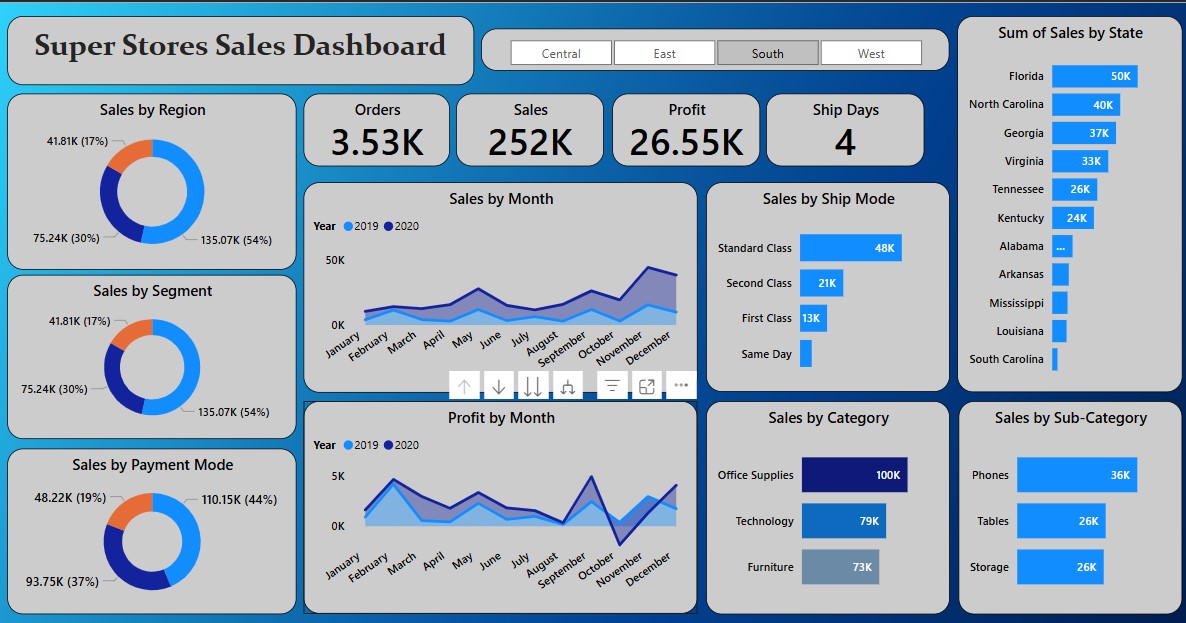 Super Stores Sales Dashboard
Central East South West
Sum of Sales by State
Florida 50K
North Carolina 40K
Georgia 37K
Virginia 33K
Tennessee 26K
Kentucky 24K
Alabama ...
Arkansas
Mississippi
Louisiana
South Carolina
Orders
3.53K
Sales
252K
Profit
26.55K
Ship Days
4
Sales by Region
41.81K (17%)
75.24K (30%)
135.07K (54%)
Sales by Segment
41.81K (17%)
75.24K (30%)
135.07K (54%)
Sales by Payment Mode
48.22K (19%)
110.15K (44%)
93.75K (37%)
Sales by Month
Year 2019 2020
50K
0K
January February March April May June July August September October November December
Profit by Month
Year 2019 2020
5K
0K
January February March April May June July August September October November December
Sales by Ship Mode
Standard Class 48K
Second Class 21K
First Class 13K
Same Day
Sales by Category
Office Supplies 100K
Technology 79K
Furniture 73K
Sales by Sub-Category
Phones 36K
Tables 26K
Storage 26K